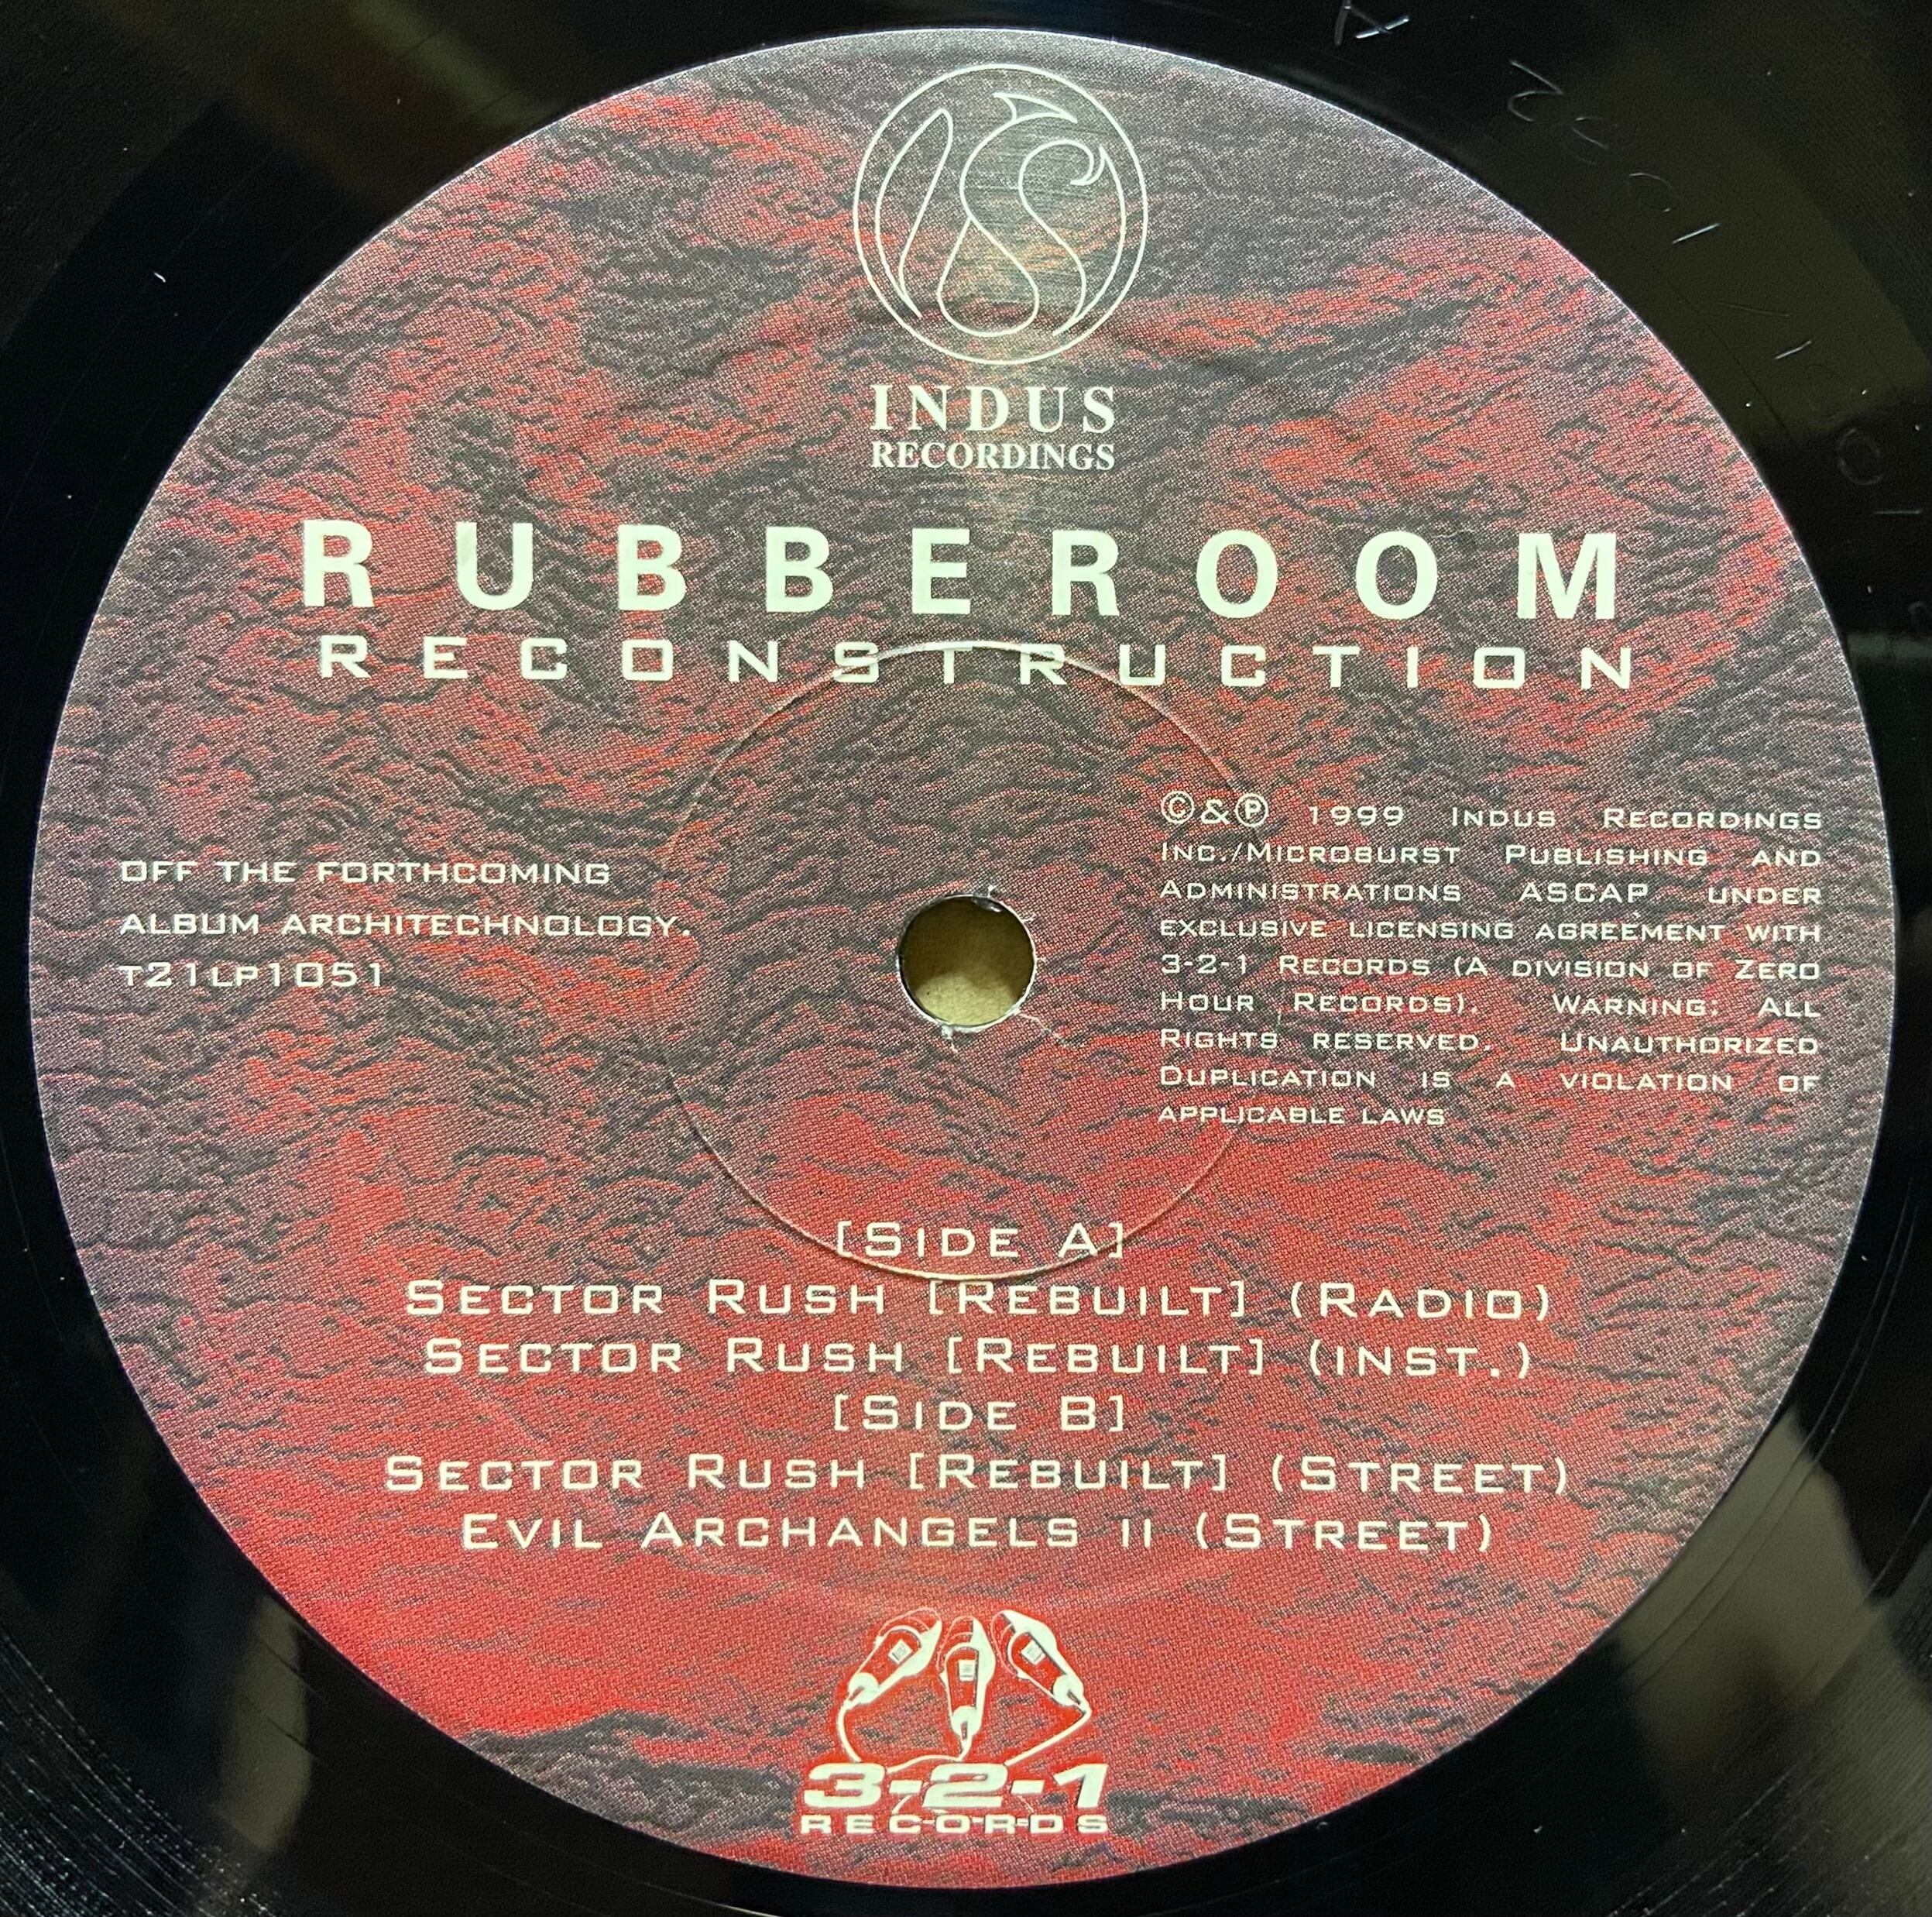 INDUS
RECORDINGS
RUBBEROOM
RECONSTRUCTION
OFF THE FORTHCOMING
ALBUM ARCHITECHNOLOGY.
T21LP1051
©&℗ 1999 INDUS RECORDINGS
INC./MICROBURST PUBLISHING AND
ADMINISTRATIONS ASCAP UNDER
EXCLUSIVE LICENSING AGREEMENT WITH
3-2-1 RECORDS (A DIVISION OF ZERO
HOUR RECORDS). WARNING: ALL
RIGHTS RESERVED. UNAUTHORIZED
DUPLICATION IS A VIOLATION OF
APPLICABLE LAWS
[SIDE A]
SECTOR RUSH [REBUILT] (RADIO)
SECTOR RUSH [REBUILT] (INST.)
[SIDE B]
SECTOR RUSH [REBUILT] (STREET)
EVIL ARCHANGELS II (STREET)
3-2-1
RECORDS